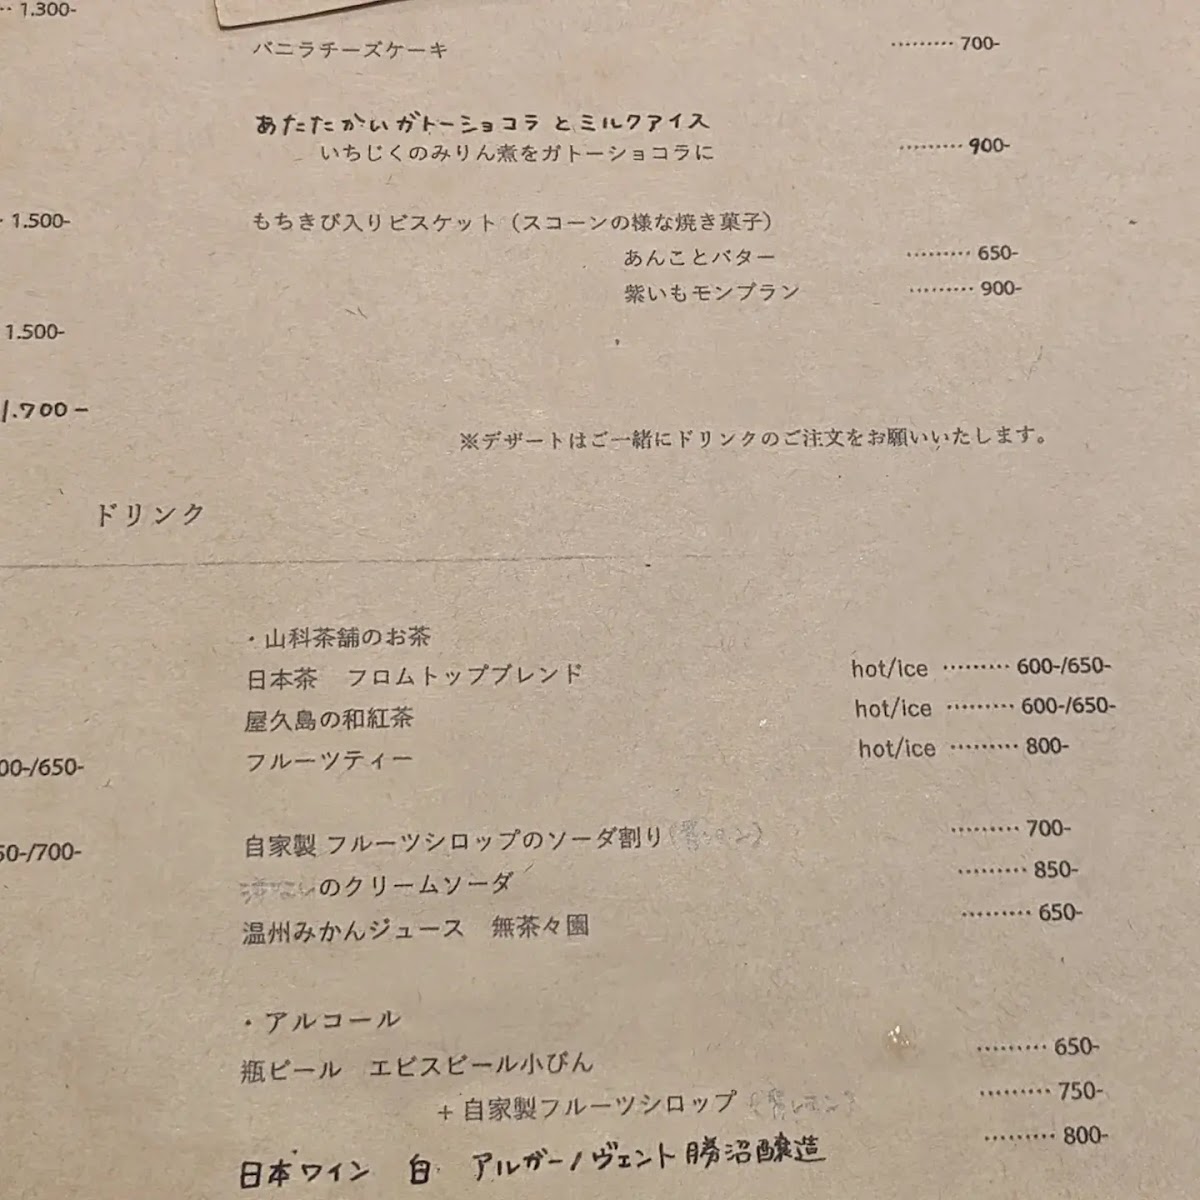 1.300-
バニラチーズケーキ ········· 700-
あたたかいガトーショコラとミルクアイス
いちじくのみりん煮をガトーショコラに ········· 900-
1.500-
もちきび入りビスケット（スコーンの様な焼き菓子）
あんことバター ········· 650-
紫いもモンブラン ········· 900-
1.500-
1.700-
※デザートはご一緒にドリンクのご注文をお願いいたします。
ドリンク
・山科茶舗のお茶
日本茶　フロムトップブレンド hot/ice ········· 600-/650-
屋久島の和紅茶 hot/ice ········· 600-/650-
フルーツティー hot/ice ········· 800-
00-/650-
自家製 フルーツシロップのソーダ割り ········· 700-
50-/700-
のクリームソーダ ········· 850-
温州みかんジュース　無茶々園 ········· 650-
・アルコール
瓶ビール　エビスビール小びん ········· 650-
+ 自家製フルーツシロップ ········· 750-
日本ワイン　白　アルガーノヴェント 勝沼醸造 ········· 800-